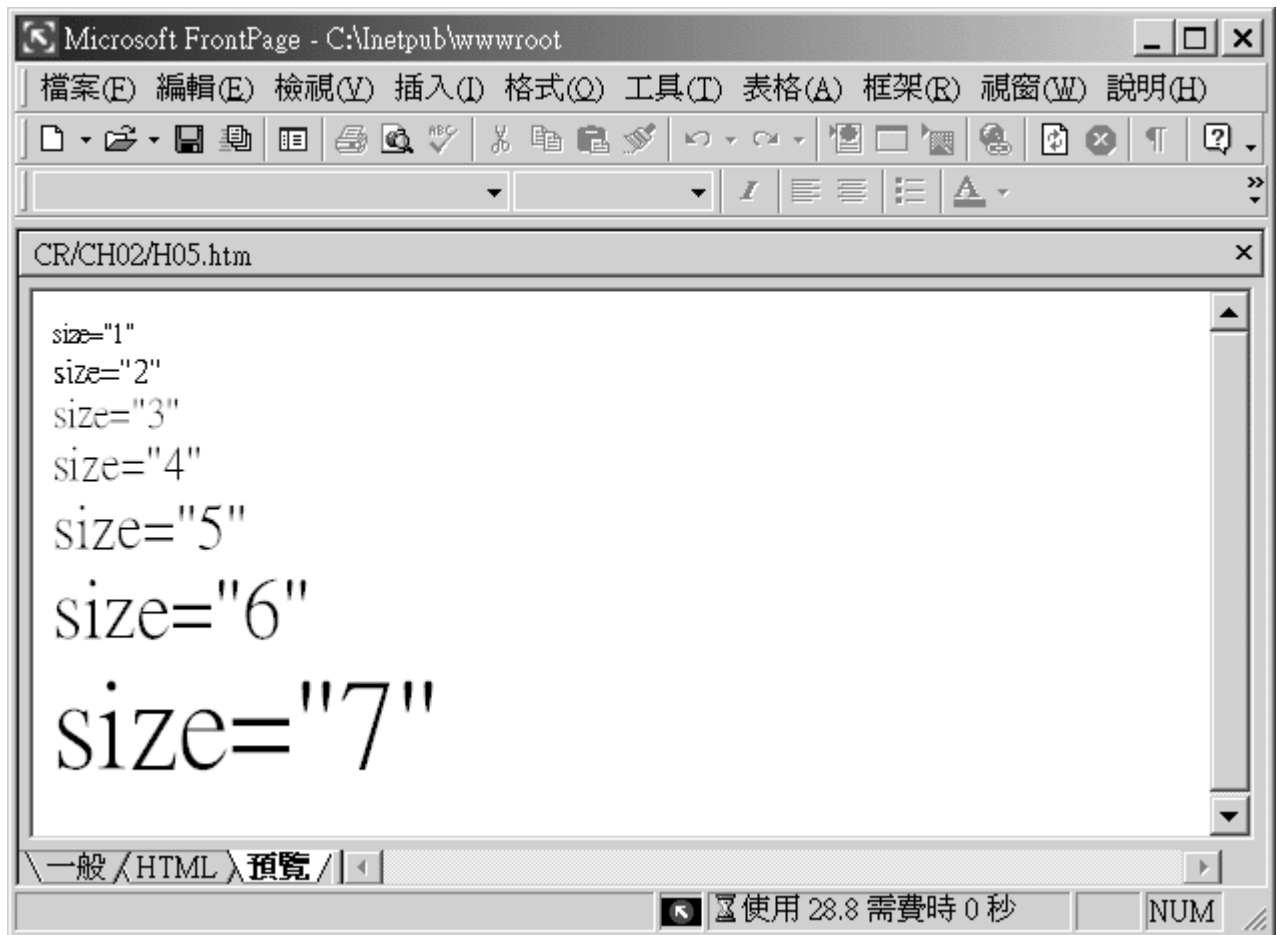 Microsoft FrontPage - C:\Inetpub\wwwroot
檔案(F) 編輯(E) 檢視(V) 插入(I) 格式(O) 工具(T) 表格(A) 框架(R) 視窗(W) 說明(H)
CR/CH02/H05.htm
size="1"
size="2"
size="3"
size="4"
size="5"
size="6"
size="7"
一般 HTML 預覽
使用 28.8 需費時 0 秒 NUM